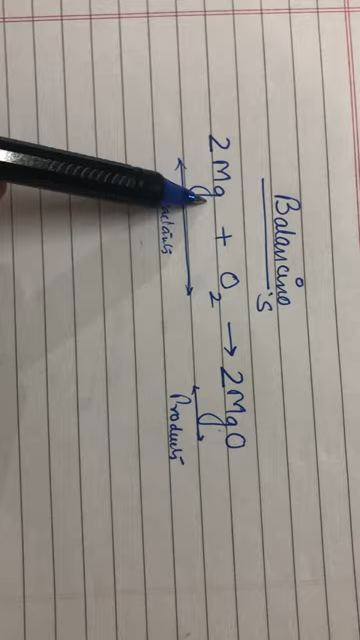 Balancing's
2Mg + O₂ → 2MgO
Products